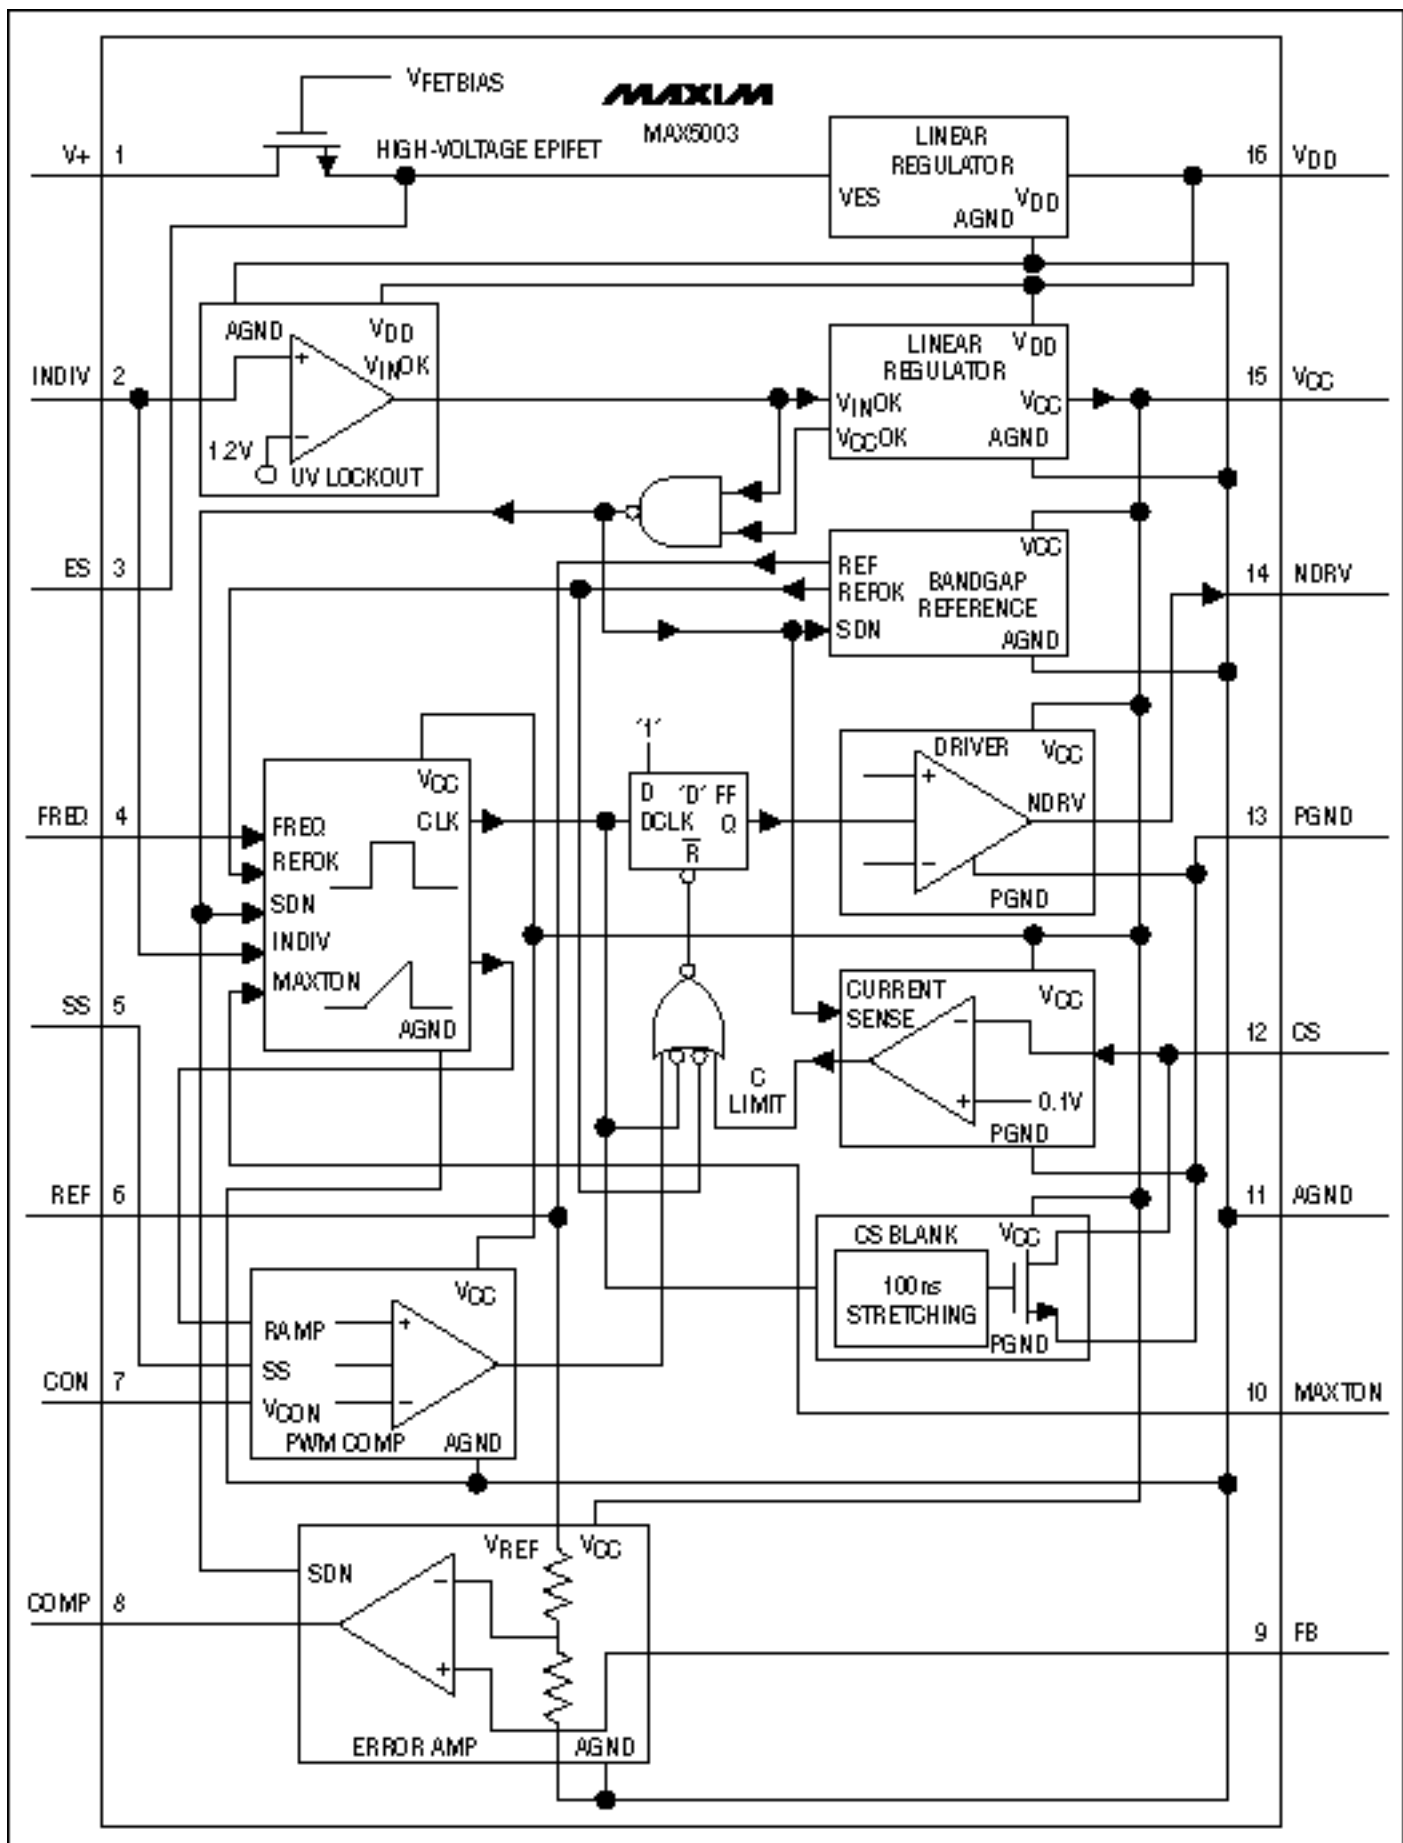 VFETBIAS
MAXIM
MAX5003
V+ 1
HIGH-VOLTAGE EPIFET
LINEAR
REGULATOR
VES
VDD
AGND
16 VDD
AGND
VDD
VINOK
1.2V
UV LOCKOUT
INDIV 2
LINEAR
REGULATOR
VDD
VINOK
VCC
VCCOK
AGND
15 VCC
ES 3
REF
REFOK
SDN
BANDGAP
REFERENCE
VCC
AGND
14 NDRV
FREQ 4
VCC
CLK
FREQ
REFOK
SDN
INDIV
MAXTON
AGND
'1'
D 'D' FF
DCLK Q
R
DRIVER
VCC
NDRV
PGND
13 PGND
SS 5
CURRENT
SENSE
VCC
0.1V
PGND
C
LIMIT
12 CS
REF 6
11 AGND
CS BLANK
VCC
100ns
STRETCHING
PGND
VCC
RAMP
SS
VCON
PWM COMP
AGND
CON 7
10 MAXTON
VREF
VCC
SDN
ERROR AMP
AGND
COMP 8
9 FB